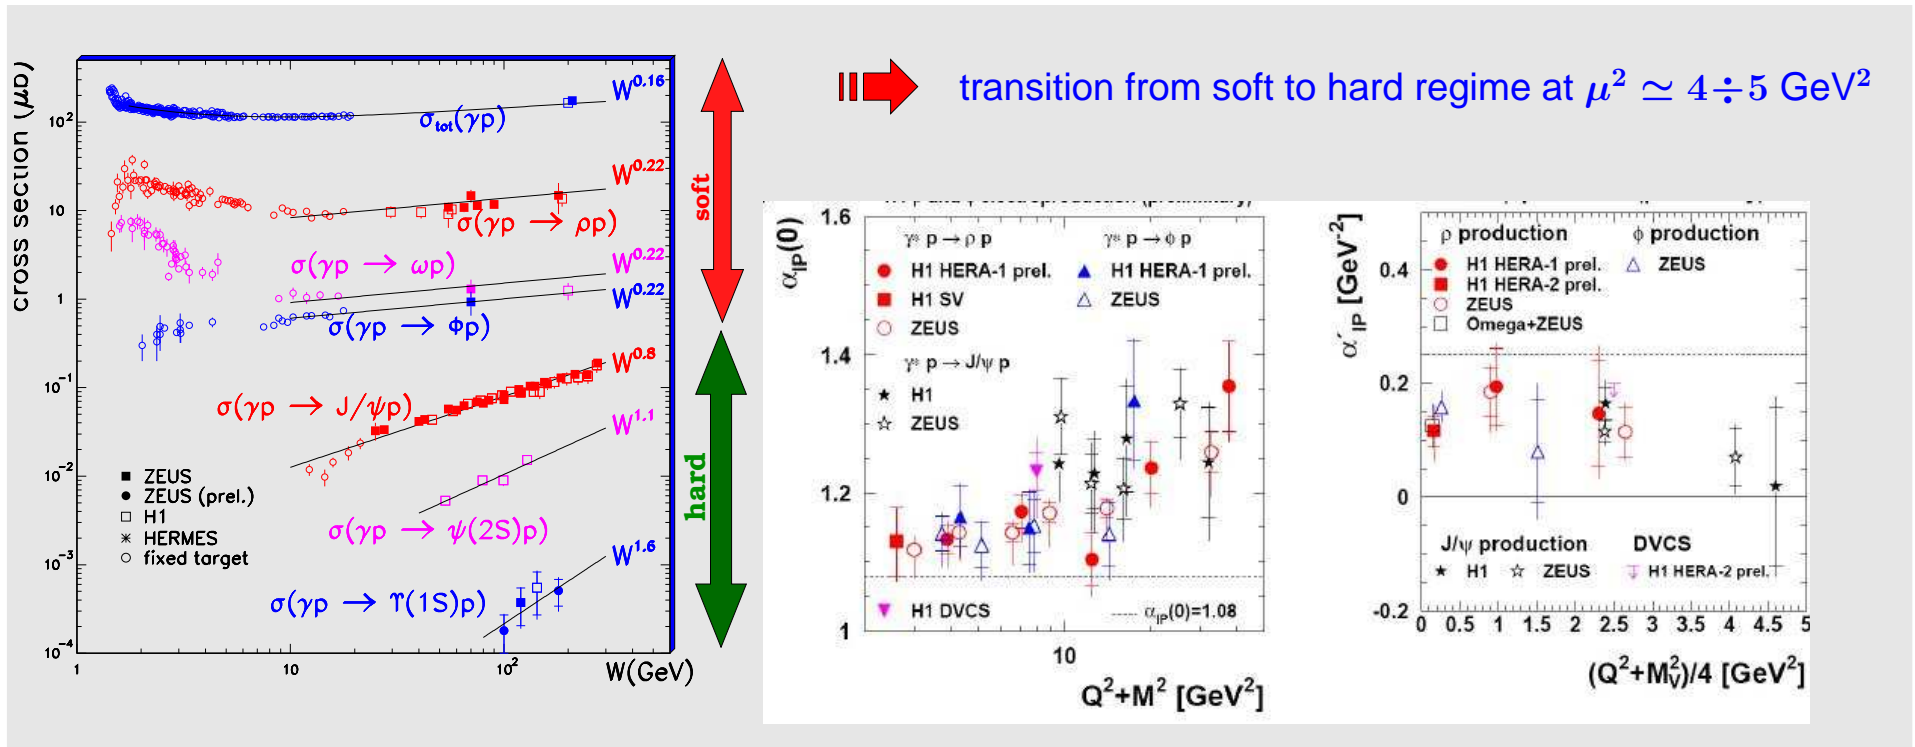 transition from soft to hard regime at μ² ≃ 4÷5 GeV²
cross section (μb)
10²
10
1
10⁻¹
10⁻²
10⁻³
10⁻⁴
1
10
10²
W(GeV)
W^0.16
σ_tot(γp)
W^0.22
σ(γp → ρp)
W^0.22
σ(γp → ωp)
W^0.22
σ(γp → Φp)
W^0.8
σ(γp → J/ψp)
W^1.1
σ(γp → ψ(2S)p)
W^1.6
σ(γp → Υ(1S)p)
ZEUS
ZEUS (prel.)
H1
HERMES
fixed target
soft
hard
α_IP(0)
1.6
1.4
1.2
1
γ* p → ρ p
H1 HERA-1 prel.
H1 SV
ZEUS
γ* p → J/ψ p
H1
ZEUS
γ* p → ϕ p
H1 HERA-1 prel.
ZEUS
H1 DVCS
α_IP(0)=1.08
10
Q²+M² [GeV²]
α′_IP [GeV⁻²]
0.4
0.2
0
-0.2
ρ production
H1 HERA-1 prel.
H1 HERA-2 prel.
ZEUS
Omega+ZEUS
ϕ production
ZEUS
J/ψ production
H1
ZEUS
DVCS
H1 HERA-2 prel.
0 0.5 1 1.5 2 2.5 3 3.5 4 4.5 5
(Q²+M_V²)/4 [GeV²]